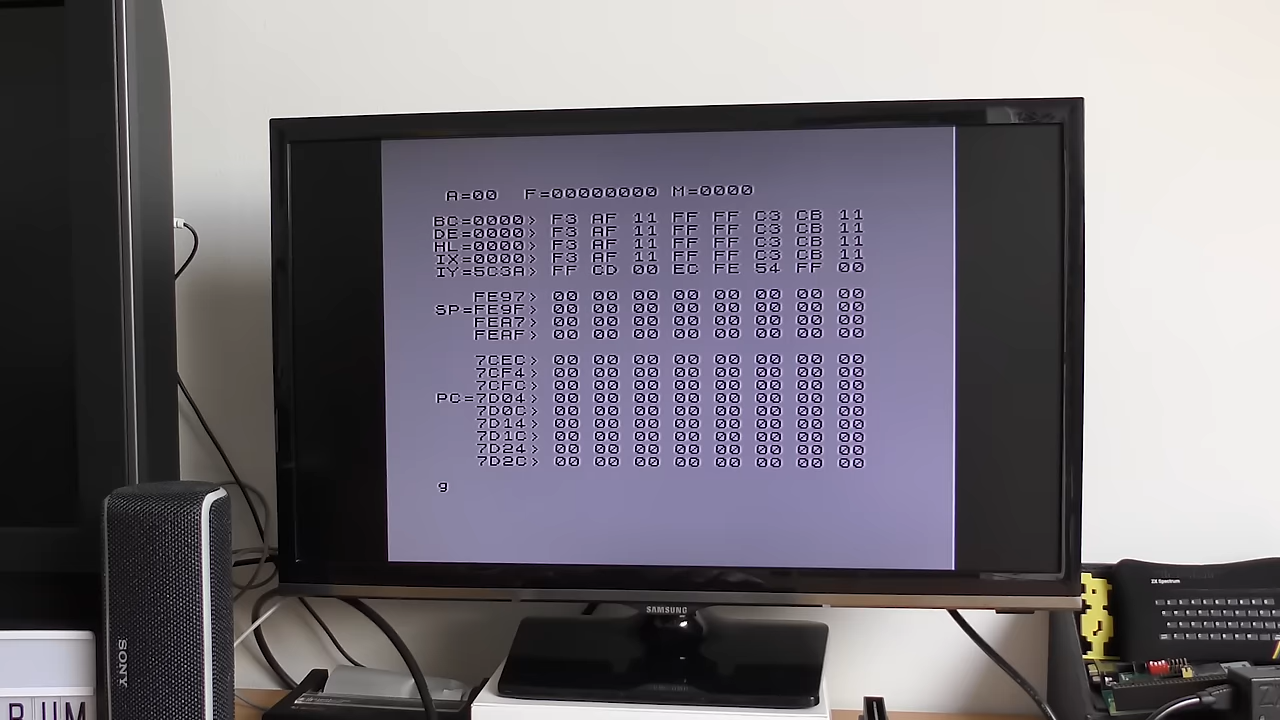 A=00 F=00000000 M=0000
BC=0000> F3 AF 11 FF FF C3 CB 11
DE=0000> F3 AF 11 FF FF C3 CB 11
HL=0000> F3 AF 11 FF FF C3 CB 11
IX=0000> F3 AF 11 FF FF C3 CB 11
IY=5C3A> FF CD 00 EC FE 54 FF 00
FE97> 00 00 00 00 00 00 00 00
SP=FE9F> 00 00 00 00 00 00 00 00
FEA7> 00 00 00 00 00 00 00 00
FEAF> 00 00 00 00 00 00 00 00
7CEC> 00 00 00 00 00 00 00 00
7CF4> 00 00 00 00 00 00 00 00
7CFC> 00 00 00 00 00 00 00 00
PC=7D04> 00 00 00 00 00 00 00 00
7D0C> 00 00 00 00 00 00 00 00
7D14> 00 00 00 00 00 00 00 00
7D1C> 00 00 00 00 00 00 00 00
7D24> 00 00 00 00 00 00 00 00
7D2C> 00 00 00 00 00 00 00 00
g
SAMSUNG
SONY
ZX Spectrum
RUM